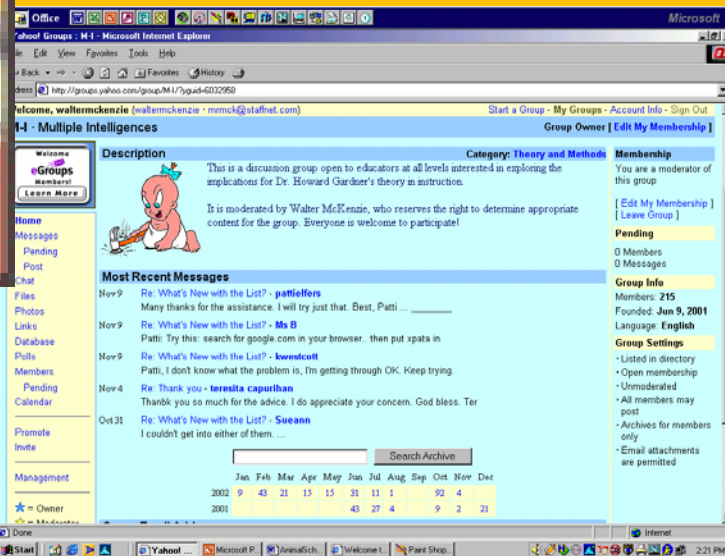 Office
Microsoft
Yahoo! Groups : M-I - Microsoft Internet Explorer
File Edit View Favorites Tools Help
Back Favorites History
Address http://groups.yahoo.com/group/M-I/?yguid=6032958
Welcome, waltermckenzie (waltermckenzie · mrmck@staffnet.com) Start a Group - My Groups - Account Info - Sign Out
M-I - Multiple Intelligences Group Owner [ Edit My Membership ]
Welcome
eGroups
Members!
Learn More
Home
Messages
Pending
Post
Chat
Files
Photos
Links
Database
Polls
Members
Pending
Calendar
Promote
Invite
Management
= Owner
= Moderator
Description Category: Theory and Methods
This is a discussion group open to educators at all levels interested in exploring the
implications for Dr. Howard Gardner's theory in instruction.
It is moderated by Walter McKenzie, who reserves the right to determine appropriate
content for the group. Everyone is welcome to participate!
Most Recent Messages
Nov 9 Re: What's New with the List? - pattielfers
Many thanks for the assistance. I will try just that. Best, Patti ... _______
Nov 9 Re: What's New with the List? - Ms B
Patti: Try this: search for google.com in your browser.. then put xpata in
Nov 9 Re: What's New with the List? - kwestcott
Patti, I don't know what the problem is, I'm getting through OK. Keep trying.
Nov 4 Re: Thank you - teresita capurihan
Thanbk you so much for the advice. I do appreciate your concern. God bless. Ter
Oct 31 Re: What's New with the List? - Sueann
I couldn't get into either of them. ...
Search Archive
Jan Feb Mar Apr May Jun Jul Aug Sep Oct Nov Dec
2002 9 43 21 15 15 31 11 1 92 4
2001 43 27 4 9 2 21
Membership
You are a moderator of
this group
[ Edit My Membership ]
[ Leave Group ]
Pending
0 Members
0 Messages
Group Info
Members: 215
Founded: Jun 9, 2001
Language: English
Group Settings
· Listed in directory
· Open membership
· Unmoderated
· All members may
post
· Archives for members
only
· Email attachments
are permitted
Done Internet
Start Yahoo! ... Microsoft P... AnimalSch... Welcome t... Paint Shop... 2:21 PM